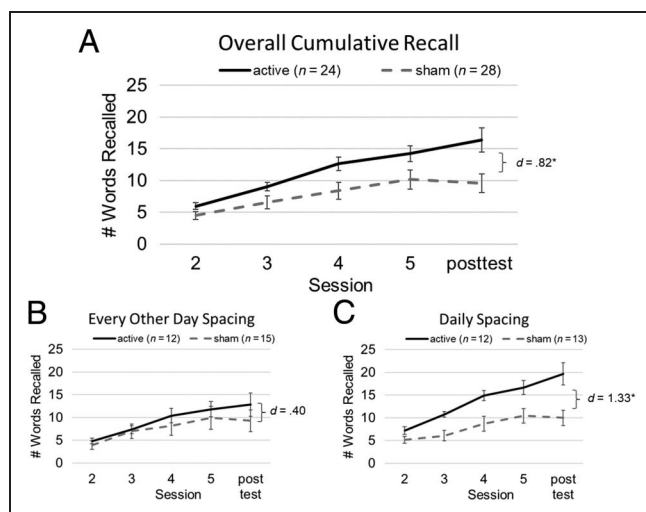 A
Overall Cumulative Recall
active (n = 24) sham (n = 28)
# Words Recalled
25
20
15
10
5
0
d = .82*
2 3 4 5 posttest
Session
B
Every Other Day Spacing
active (n = 12) sham (n = 15)
# Words Recalled
25
20
15
10
5
0
d = .40
2 3 4 5 post
Session test
C
Daily Spacing
active (n = 12) sham (n = 13)
# Words Recalled
25
20
15
10
5
0
d = 1.33*
2 3 4 5 post
Session test